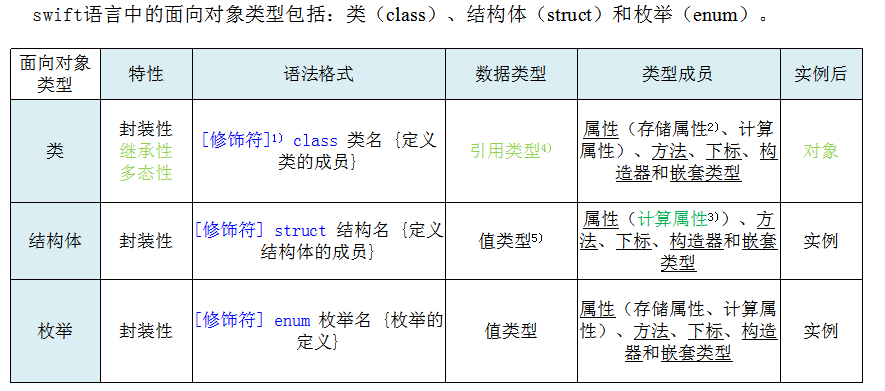 swift语言中的面向对象类型包括：类（class）、结构体（struct）和枚举（enum）。
面向对象
类型
特性
语法格式
数据类型
类型成员
实例后
类
封装性
继承性
多态性
[修饰符]1) class 类名 {定义
类的成员}
引用类型4)
属性（存储属性2)、计算
属性）、方法、下标、构
造器和嵌套类型
对象
结构体
封装性
[修饰符] struct 结构名 {定义
结构体的成员}
值类型5)
属性（计算属性3)）、方
法、下标、构造器和嵌套
类型
实例
枚举
封装性
[修饰符] enum 枚举名 {枚举的
定义}
值类型
属性（存储属性、计算属
性）、方法、下标、构造
器和嵌套类型
实例